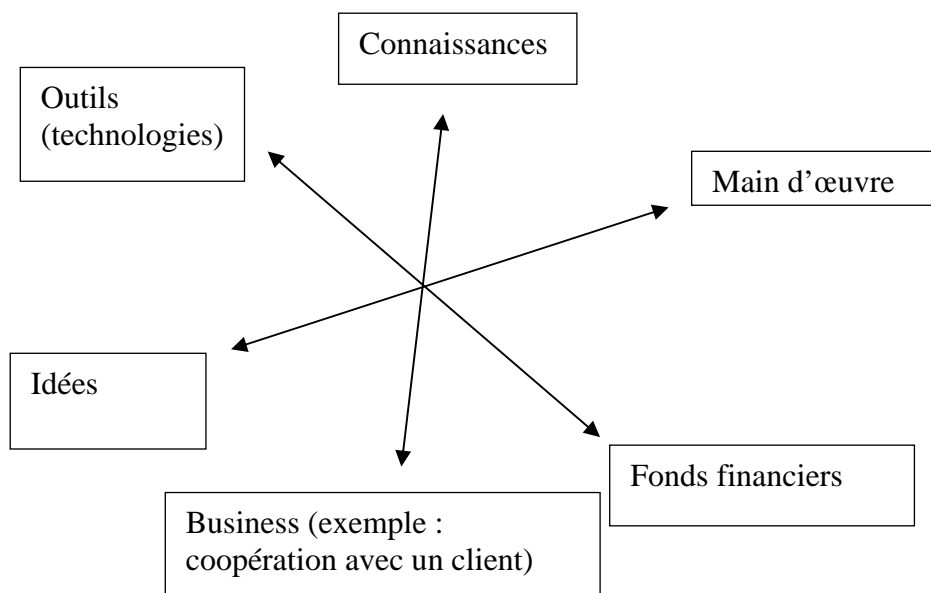 Connaissances
Outils
(technologies)
Main d’œuvre
Idées
Fonds financiers
Business (exemple :
coopération avec un client)